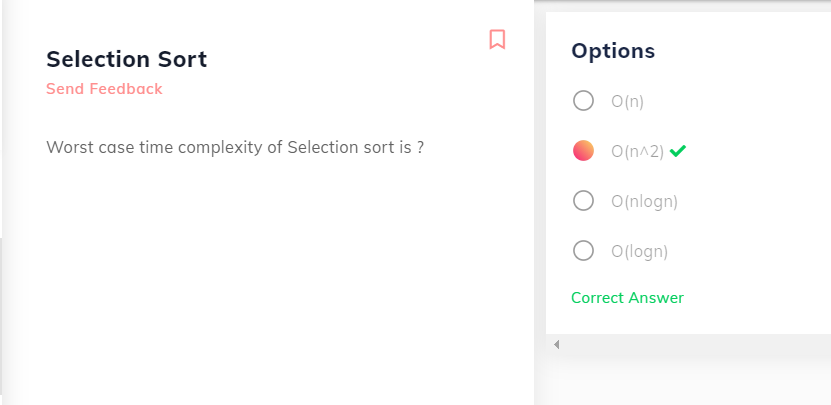 Selection Sort
Send Feedback
Worst case time complexity of Selection sort is ?
Options
O(n)
O(n^2)
O(nlogn)
O(logn)
Correct Answer